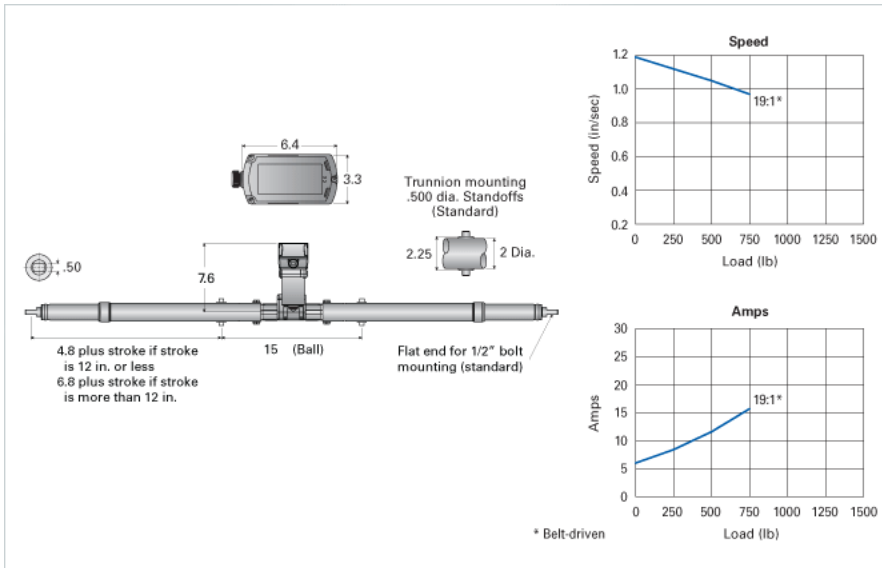 6.4
3.3
Trunnion mounting
.500 dia. Standoffs
(Standard)
2.25
2 Dia.
.50
7.6
4.8 plus stroke if stroke
is 12 in. or less
6.8 plus stroke if stroke
is more than 12 in.
15 (Ball)
Flat end for 1/2" bolt
mounting (standard)
Speed
1.2
1.0
0.8
0.6
0.4
0.2
Speed (in/sec)
19:1*
0 250 500 750 1000 1250 1500
Load (lb)
Amps
30
25
20
15
10
5
0
Amps
19:1*
0 250 500 750 1000 1250 1500
Load (lb)
* Belt-driven